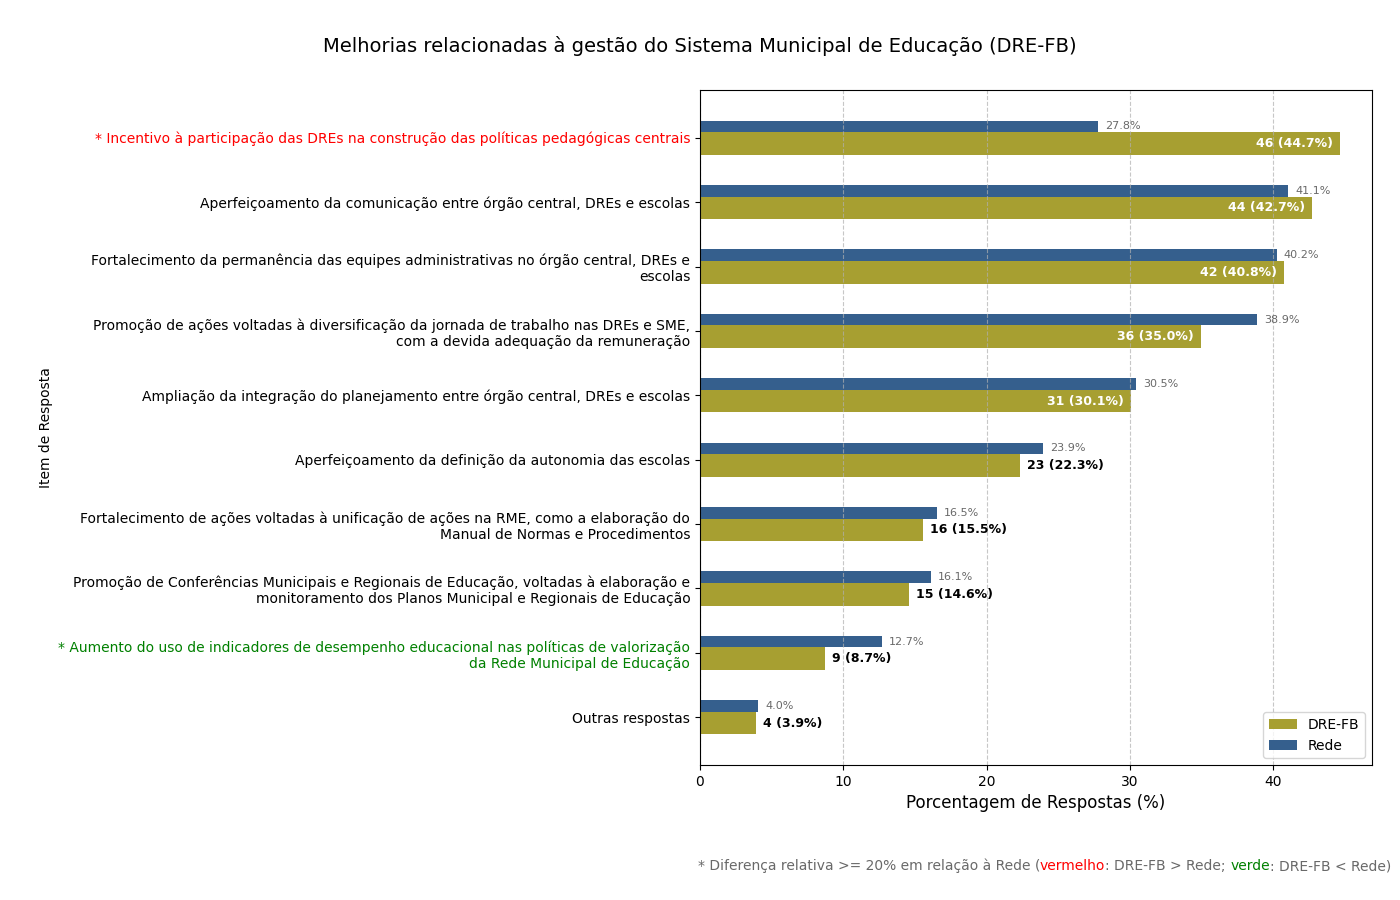 Melhorias relacionadas à gestão do Sistema Municipal de Educação (DRE-FB)
Item de Resposta
* Incentivo à participação das DREs na construção das políticas pedagógicas centrais
27.8%
46 (44.7%)
Aperfeiçoamento da comunicação entre órgão central, DREs e escolas
41.1%
44 (42.7%)
Fortalecimento da permanência das equipes administrativas no órgão central, DREs e
escolas
40.2%
42 (40.8%)
Promoção de ações voltadas à diversificação da jornada de trabalho nas DREs e SME,
com a devida adequação da remuneração
38.9%
36 (35.0%)
Ampliação da integração do planejamento entre órgão central, DREs e escolas
30.5%
31 (30.1%)
Aperfeiçoamento da definição da autonomia das escolas
23.9%
23 (22.3%)
Fortalecimento de ações voltadas à unificação de ações na RME, como a elaboração do
Manual de Normas e Procedimentos
16.5%
16 (15.5%)
Promoção de Conferências Municipais e Regionais de Educação, voltadas à elaboração e
monitoramento dos Planos Municipal e Regionais de Educação
16.1%
15 (14.6%)
* Aumento do uso de indicadores de desempenho educacional nas políticas de valorização
da Rede Municipal de Educação
12.7%
9 (8.7%)
Outras respostas
4.0%
4 (3.9%)
DRE-FB
Rede
0 10 20 30 40
Porcentagem de Respostas (%)
* Diferença relativa >= 20% em relação à Rede (vermelho: DRE-FB > Rede; verde: DRE-FB < Rede)